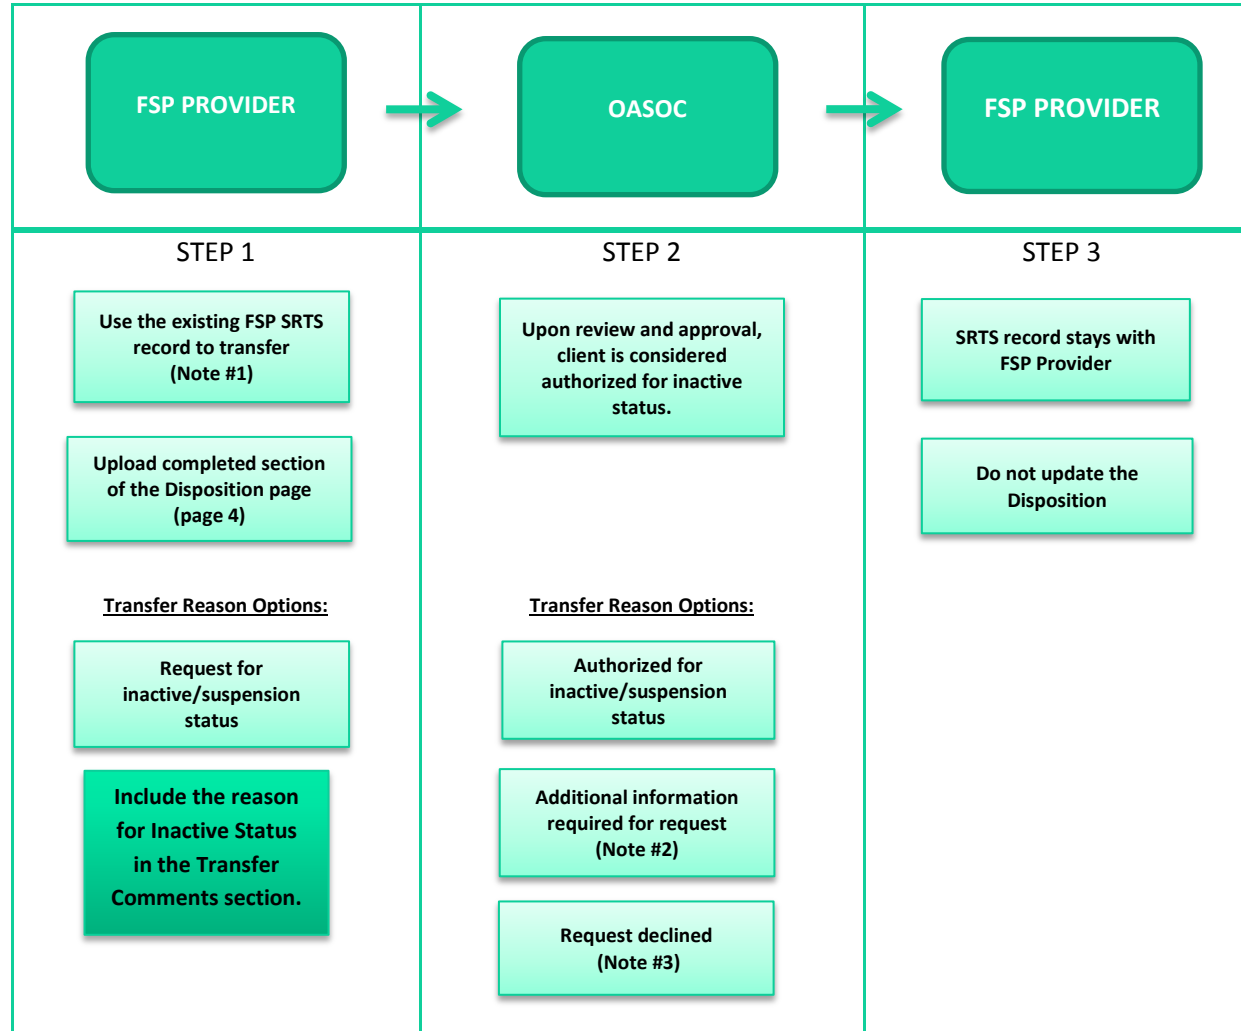 FSP PROVIDER
OASOC
FSP PROVIDER
STEP 1
Use the existing FSP SRTS
record to transfer
(Note #1)
Upload completed section
of the Disposition page
(page 4)
Transfer Reason Options:
Request for
inactive/suspension
status
Include the reason
for Inactive Status
in the Transfer
Comments section.
STEP 2
Upon review and approval,
client is considered
authorized for inactive
status.
Transfer Reason Options:
Authorized for
inactive/suspension
status
Additional information
required for request
(Note #2)
Request declined
(Note #3)
STEP 3
SRTS record stays with
FSP Provider
Do not update the
Disposition